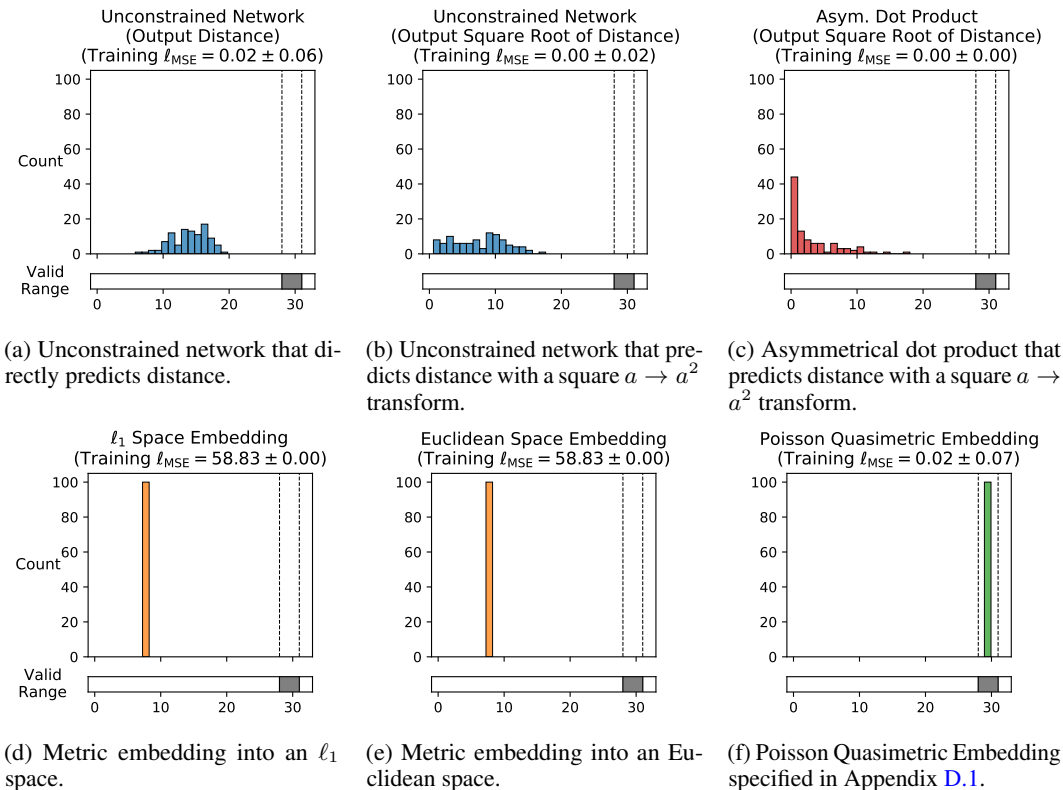 Unconstrained Network
(Output Distance)
(Training ℓMSE = 0.02 ± 0.06)
100
80
60
40
20
0
Count
Valid
Range
0 10 20 30
(a) Unconstrained network that di-
rectly predicts distance.
Unconstrained Network
(Output Square Root of Distance)
(Training ℓMSE = 0.00 ± 0.02)
100
80
60
40
20
0
0 10 20 30
(b) Unconstrained network that pre-
dicts distance with a square a → a²
transform.
Asym. Dot Product
(Output Square Root of Distance)
(Training ℓMSE = 0.00 ± 0.00)
100
80
60
40
20
0
0 10 20 30
(c) Asymmetrical dot product that
predicts distance with a square a →
a² transform.
ℓ1 Space Embedding
(Training ℓMSE = 58.83 ± 0.00)
100
80
60
40
20
0
Count
Valid
Range
0 10 20 30
(d) Metric embedding into an ℓ1
space.
Euclidean Space Embedding
(Training ℓMSE = 58.83 ± 0.00)
100
80
60
40
20
0
0 10 20 30
(e) Metric embedding into an Eu-
clidean space.
Poisson Quasimetric Embedding
(Training ℓMSE = 0.02 ± 0.07)
100
80
60
40
20
0
0 10 20 30
(f) Poisson Quasimetric Embedding
specified in Appendix D.1.